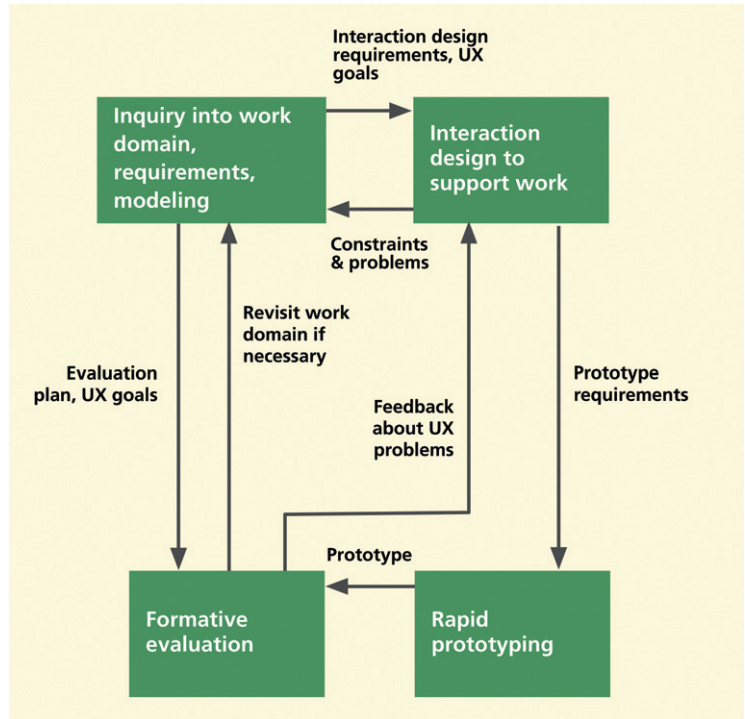 Interaction design
requirements, UX
goals
Inquiry into work
domain,
requirements,
modeling
Interaction
design to
support work
Constraints
& problems
Revisit work
domain if
necessary
Evaluation
plan, UX goals
Feedback
about UX
problems
Prototype
requirements
Prototype
Formative
evaluation
Rapid
prototyping